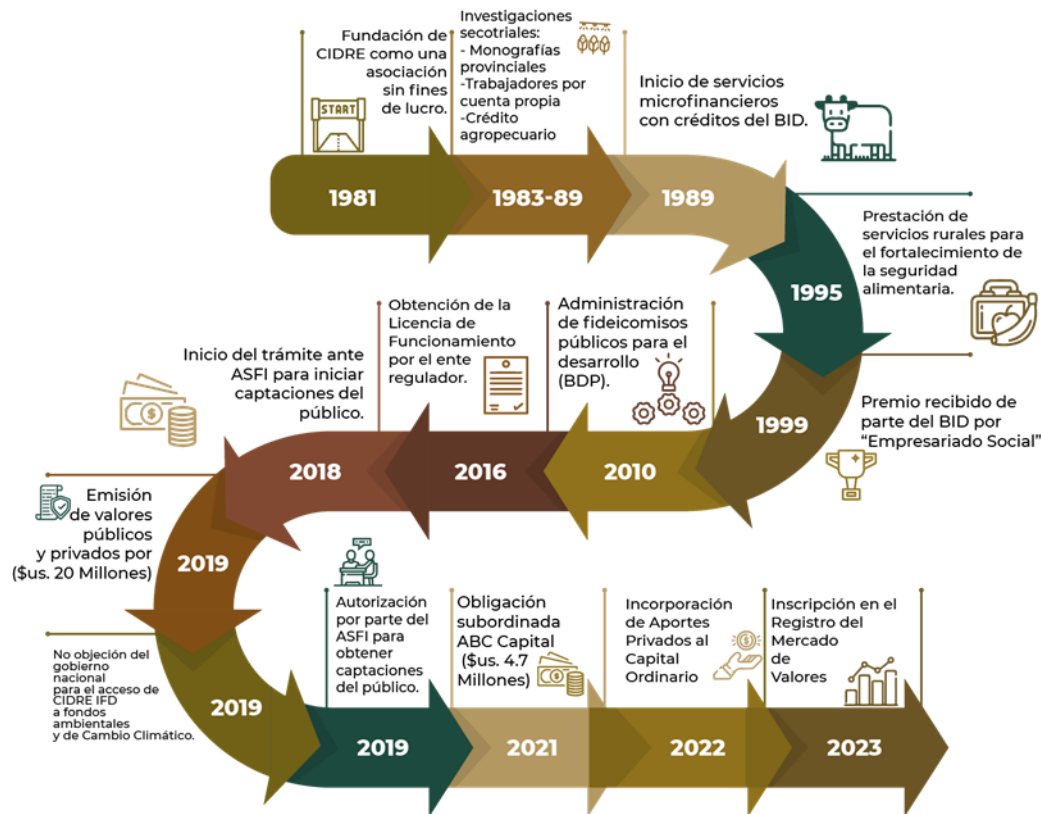 Fundación de
CIDRE como una
asociación
sin fines
de lucro.
START
1981
Investigaciones
secotriales:
- Monografías
provinciales
-Trabajadores por
cuenta propia
-Crédito
agropecuario
1983-89
Inicio de servicios
microfinancieros
con créditos del BID.
1989
Prestación de
servicios rurales para
el fortalecimiento de
la seguridad
alimentaria.
1995
Premio recibido de
parte del BID por
“Empresariado Social”
1999
Administración
de fideicomisos
públicos para el
desarrollo
(BDP).
2010
Obtención de la
Licencia de
Funcionamiento
por el ente
regulador.
2016
Inicio del trámite ante
ASFI para iniciar
captaciones del
público.
2018
Emisión
de valores
públicos
y privados por
($us. 20 Millones)
2019
No objeción del
gobierno
nacional
para el acceso de
CIDRE IFD
a fondos
ambientales
y de Cambio Climático.
2019
Autorización
por parte del
ASFI para
obtener
captaciones
del público.
2019
Obligación
subordinada
ABC Capital
($us. 4.7
Millones)
2021
Incorporación
de Aportes
Privados al
Capital
Ordinario
2022
Inscripción en el
Registro del
Mercado
de
Valores
2023